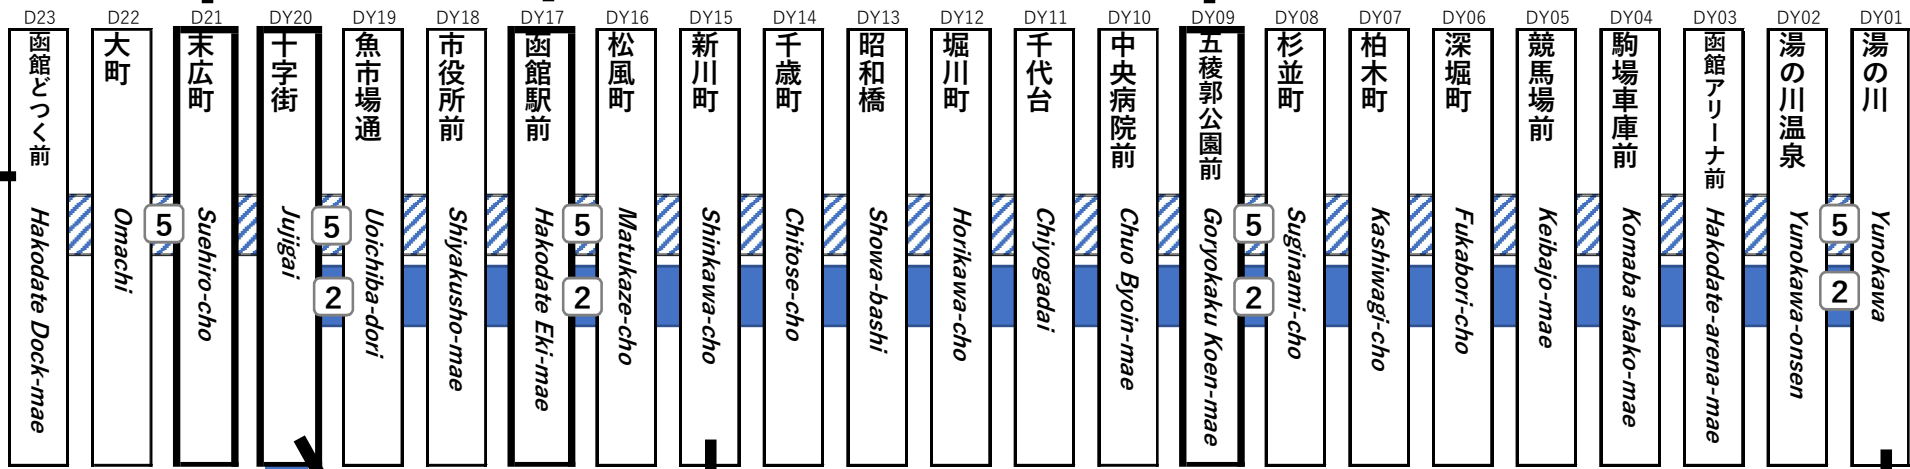 D23
函館どつく前
Hakodate Dock-mae
D22
大町
Omachi
5
D21
末広町
Suehiro-cho
DY20
十字街
Jujigai
5
2
DY19
魚市場通
Uoichiba-dori
DY18
市役所前
Shiyakusho-mae
DY17
函館駅前
Hakodate Eki-mae
5
2
DY16
松風町
Matukaze-cho
DY15
新川町
Shinkawa-cho
DY14
千歳町
Chitose-cho
DY13
昭和橋
Showa-bashi
DY12
堀川町
Horikawa-cho
DY11
千代台
Chiyogadai
DY10
中央病院前
Chuo Byoin-mae
DY09
五稜郭公園前
Goryokaku Koen-mae
5
2
DY08
杉並町
Suginami-cho
DY07
柏木町
Kashiwagi-cho
DY06
深堀町
Fukabori-cho
DY05
競馬場前
Keibajo-mae
DY04
駒場車庫前
Komaba shako-mae
DY03
函館アリーナ前
Hakodate-arena-mae
DY02
湯の川温泉
Yunokawa-onsen
5
2
DY01
湯の川
Yunokawa